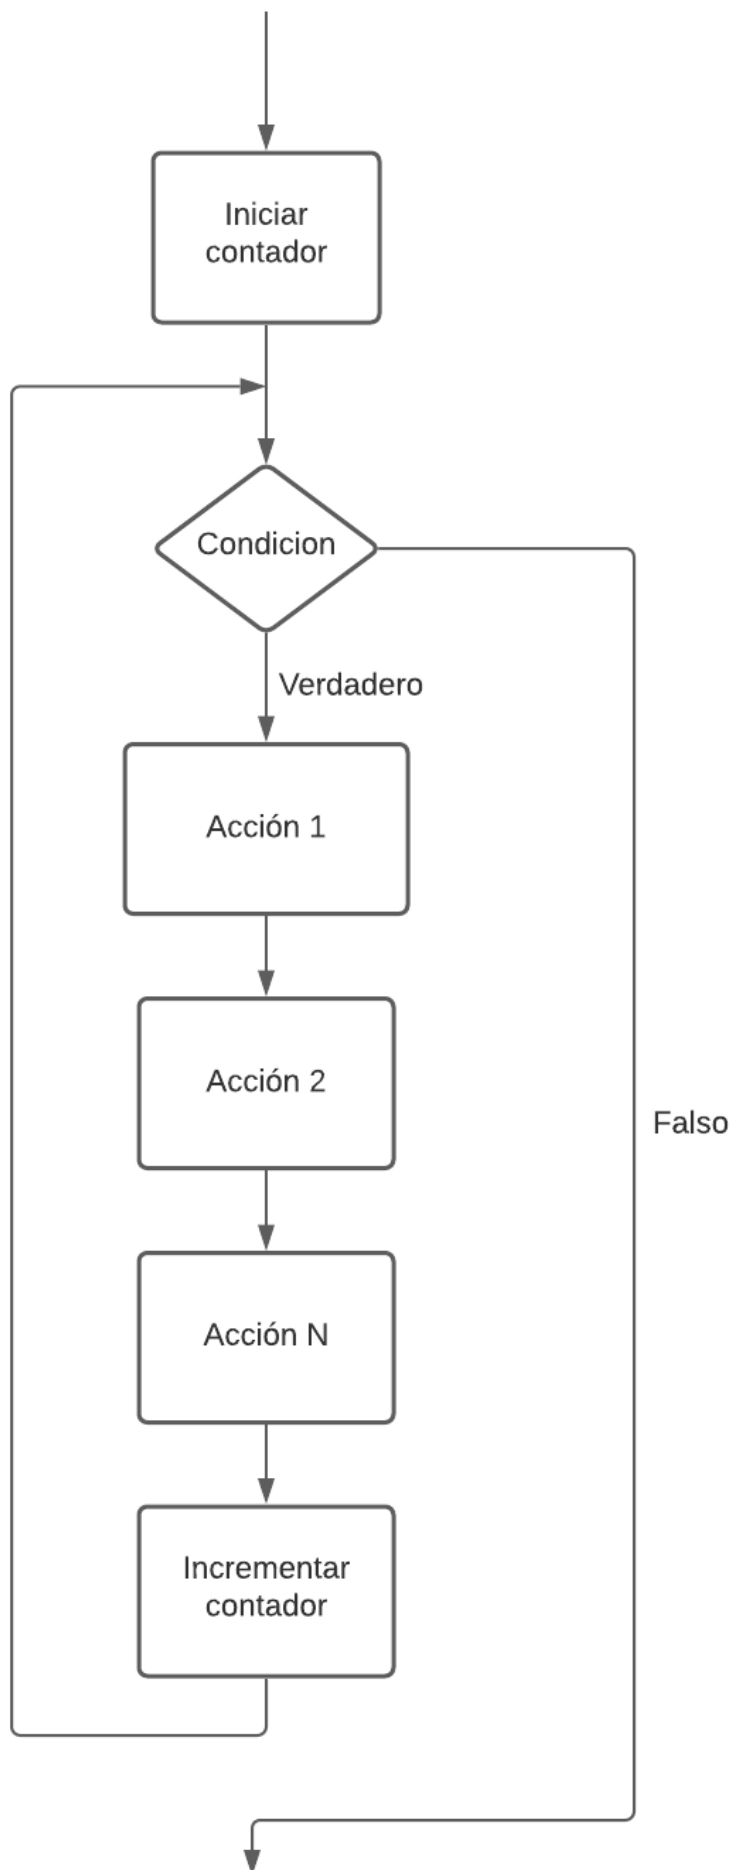 Iniciar
contador
Condicion
Verdadero
Acción 1
Acción 2
Falso
Acción N
Incrementar
contador